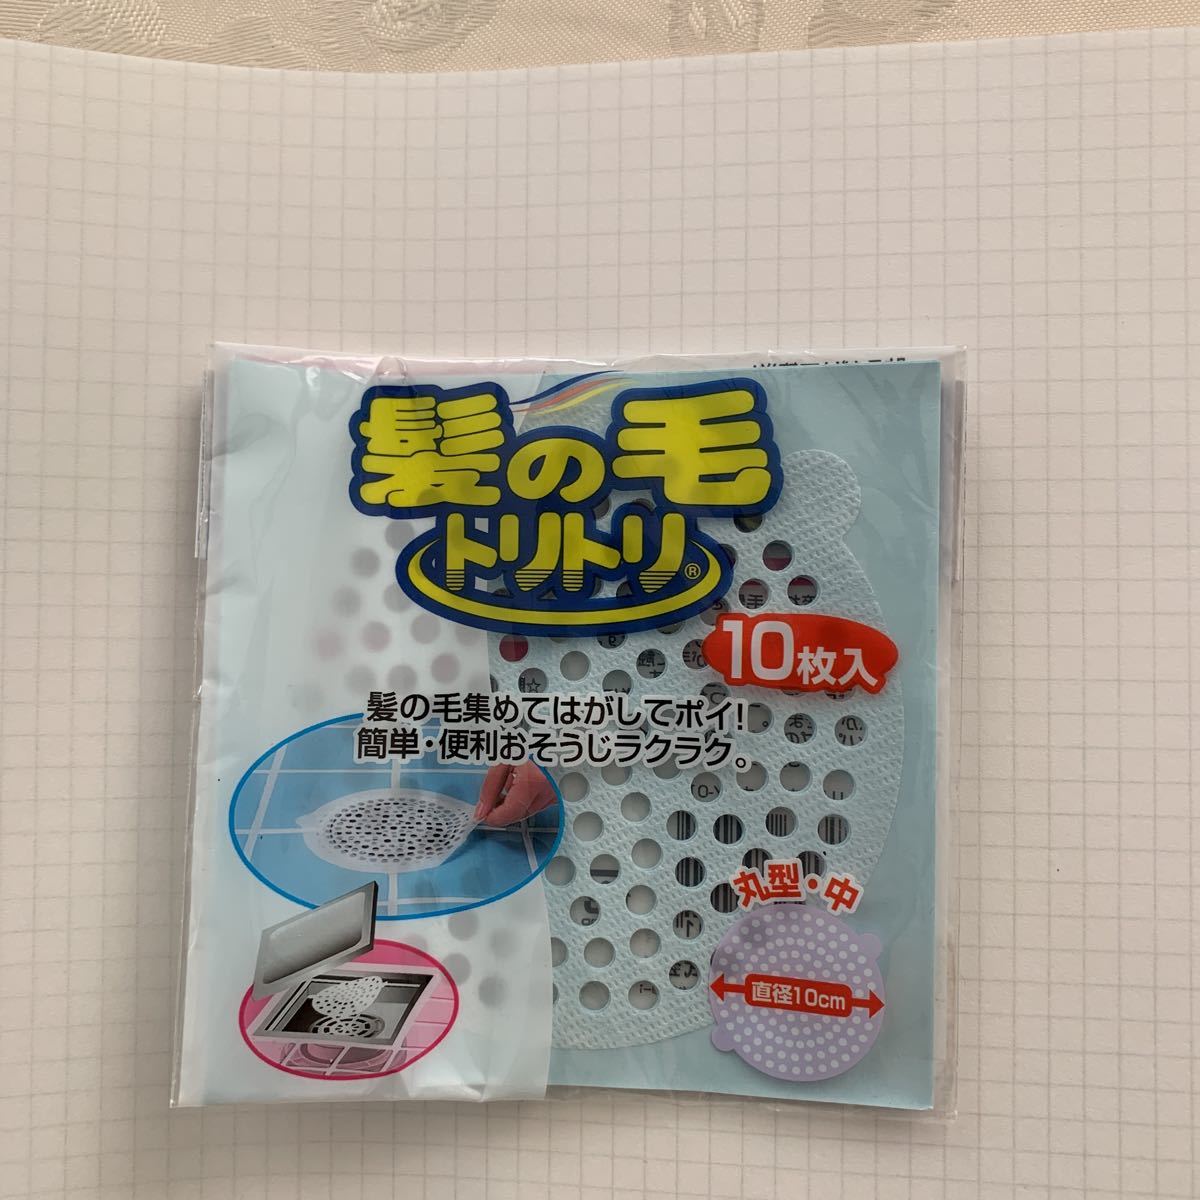 髪の毛
トリトリ®
10枚入
髪の毛集めてはがしてポイ!
簡単・便利おそうじラクラク。
丸型・中
直径10cm